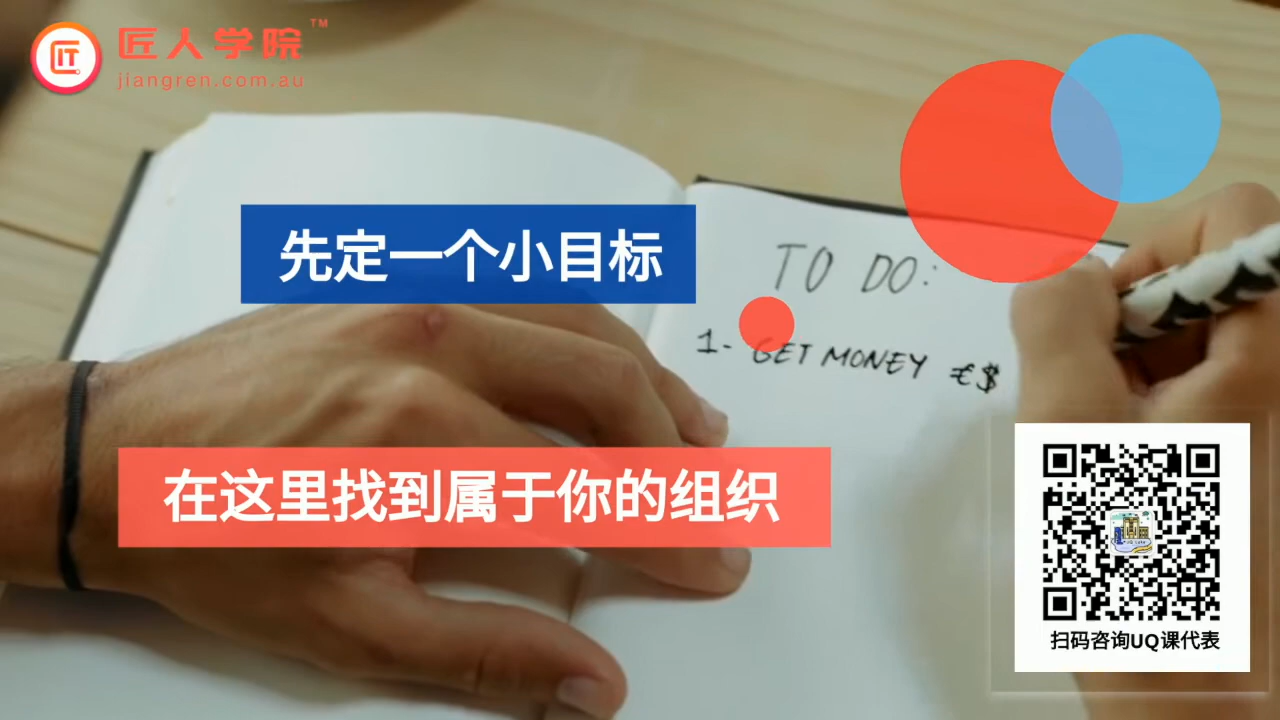 匠人学院™
jiangren.com.au
先定一个小目标
TO DO:
1- GET MONEY €$
在这里找到属于你的组织
扫码咨询UQ课代表